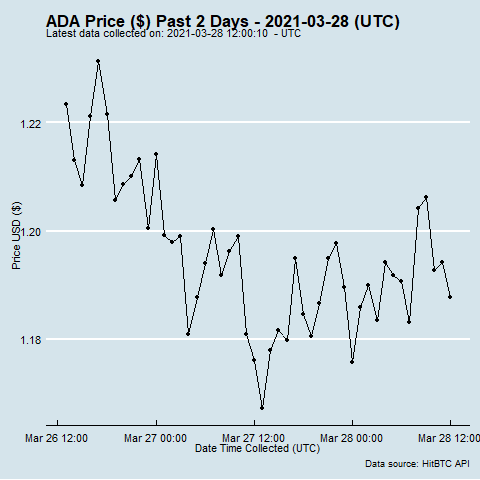 ADA Price ($) Past 2 Days - 2021-03-28 (UTC)
Latest data collected on: 2021-03-28 12:00:10 - UTC
1.22
1.20
1.18
Price USD ($)
Mar 26 12:00 Mar 27 00:00 Mar 27 12:00 Mar 28 00:00 Mar 28 12:00
Date Time Collected (UTC)
Data source: HitBTC API